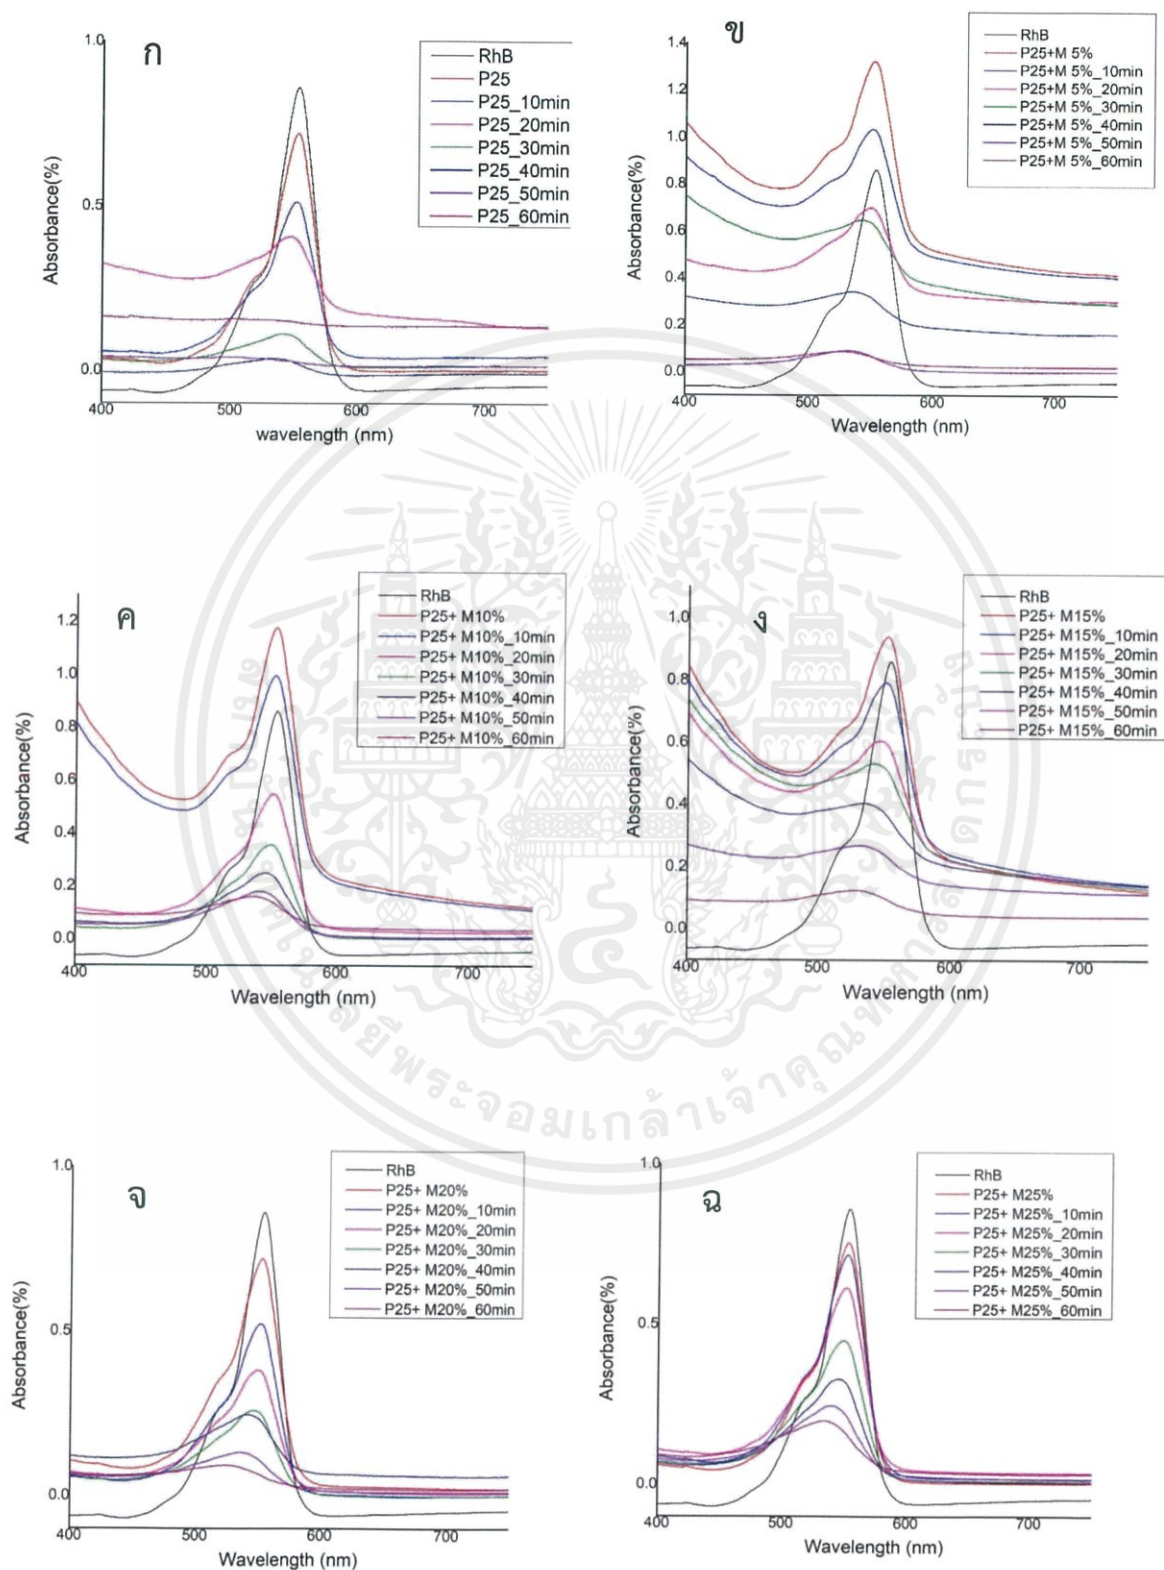 ก
1.0
0.5
0.0
400
500
600
700
Absorbance(%)
wavelength (nm)
RhB
P25
P25_10min
P25_20min
P25_30min
P25_40min
P25_50min
P25_60min
ข
1.4
1.2
1.0
0.8
0.6
0.4
0.2
0.0
400
500
600
700
Absorbance(%)
Wavelength (nm)
RhB
P25+M 5%
P25+M 5%_10min
P25+M 5%_20min
P25+M 5%_30min
P25+M 5%_40min
P25+M 5%_50min
P25+M 5%_60min
ค
1.2
1.0
0.8
0.6
0.4
0.2
0.0
400
500
600
700
Absorbance(%)
Wavelength (nm)
RhB
P25+ M10%
P25+ M10%_10min
P25+ M10%_20min
P25+ M10%_30min
P25+ M10%_40min
P25+ M10%_50min
P25+ M10%_60min
ง
1.0
0.8
0.6
0.4
0.2
0.0
400
500
600
700
Absorbance(%)
Wavelength (nm)
RhB
P25+ M15%
P25+ M15%_10min
P25+ M15%_20min
P25+ M15%_30min
P25+ M15%_40min
P25+ M15%_50min
P25+ M15%_60min
จ
1.0
0.5
0.0
400
500
600
700
Absorbance(%)
Wavelength (nm)
RhB
P25+ M20%
P25+ M20%_10min
P25+ M20%_20min
P25+ M20%_30min
P25+ M20%_40min
P25+ M20%_50min
P25+ M20%_60min
ฉ
1.0
0.5
0.0
400
500
600
700
Absorbance(%)
Wavelength (nm)
RhB
P25+ M25%
P25+ M25%_10min
P25+ M25%_20min
P25+ M25%_30min
P25+ M25%_40min
P25+ M25%_50min
P25+ M25%_60min